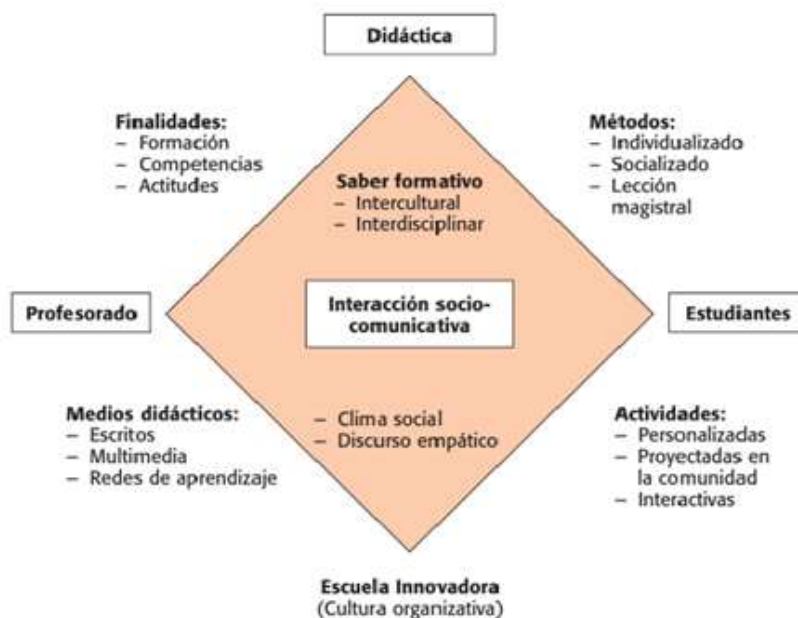 Didáctica
Finalidades:
– Formación
– Competencias
– Actitudes
Métodos:
– Individualizado
– Socializado
– Lección
magistral
Saber formativo
– Intercultural
– Interdisciplinar
Profesorado
Interacción socio-
comunicativa
Estudiantes
Medios didácticos:
– Escritos
– Multimedia
– Redes de aprendizaje
– Clima social
– Discurso empático
Actividades:
– Personalizadas
– Proyectadas en
la comunidad
– Interactivas
Escuela Innovadora
(Cultura organizativa)